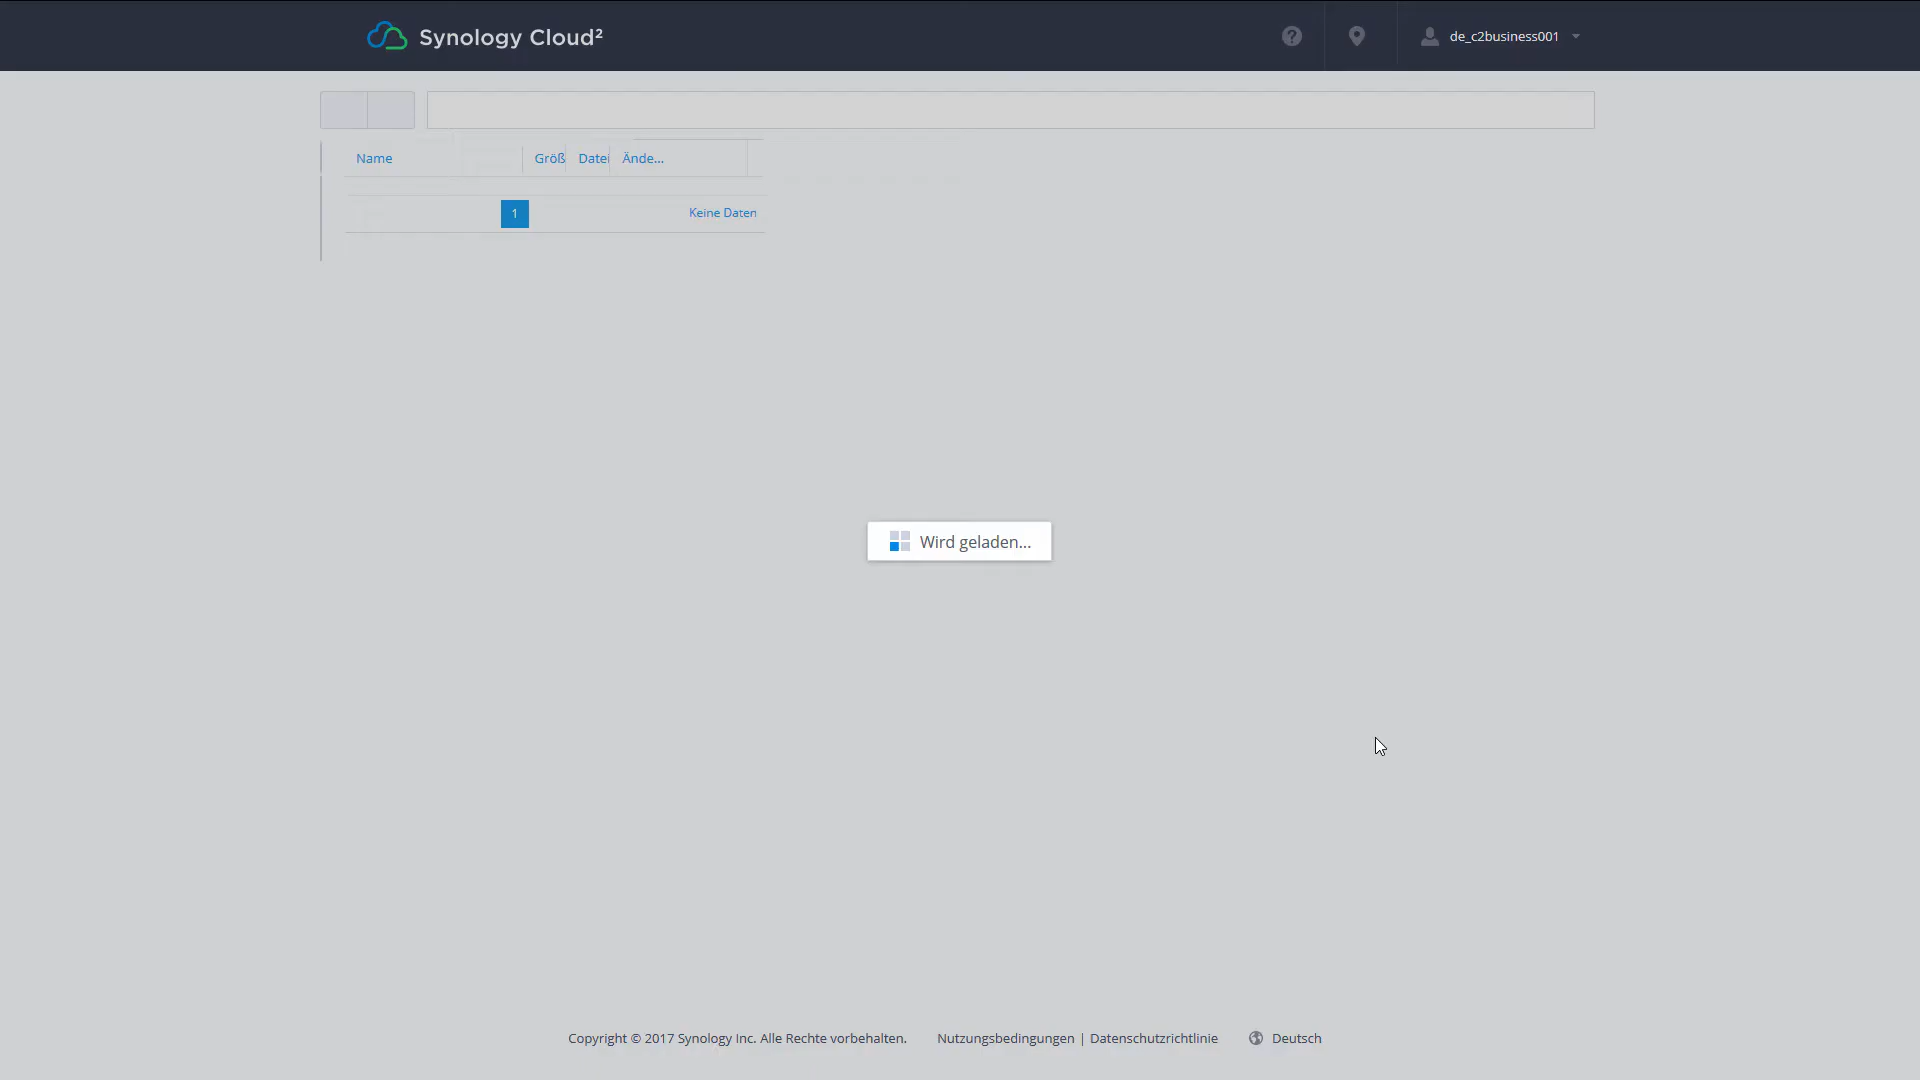 Synology Cloud²
de_c2business001
Name Größ Datei Ände...
1 Keine Daten
Wird geladen...
Copyright © 2017 Synology Inc. Alle Rechte vorbehalten. Nutzungsbedingungen | Datenschutzrichtlinie Deutsch